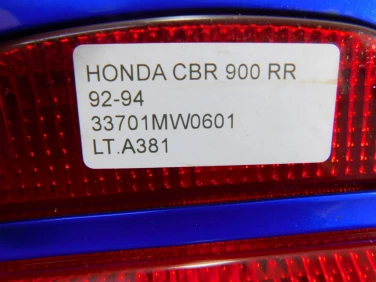 HONDA CBR 900 RR
92-94
33701MW0601
LT.A381